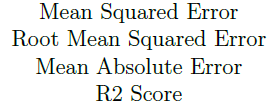 Mean Squared Error
Root Mean Squared Error
Mean Absolute Error
R2 Score